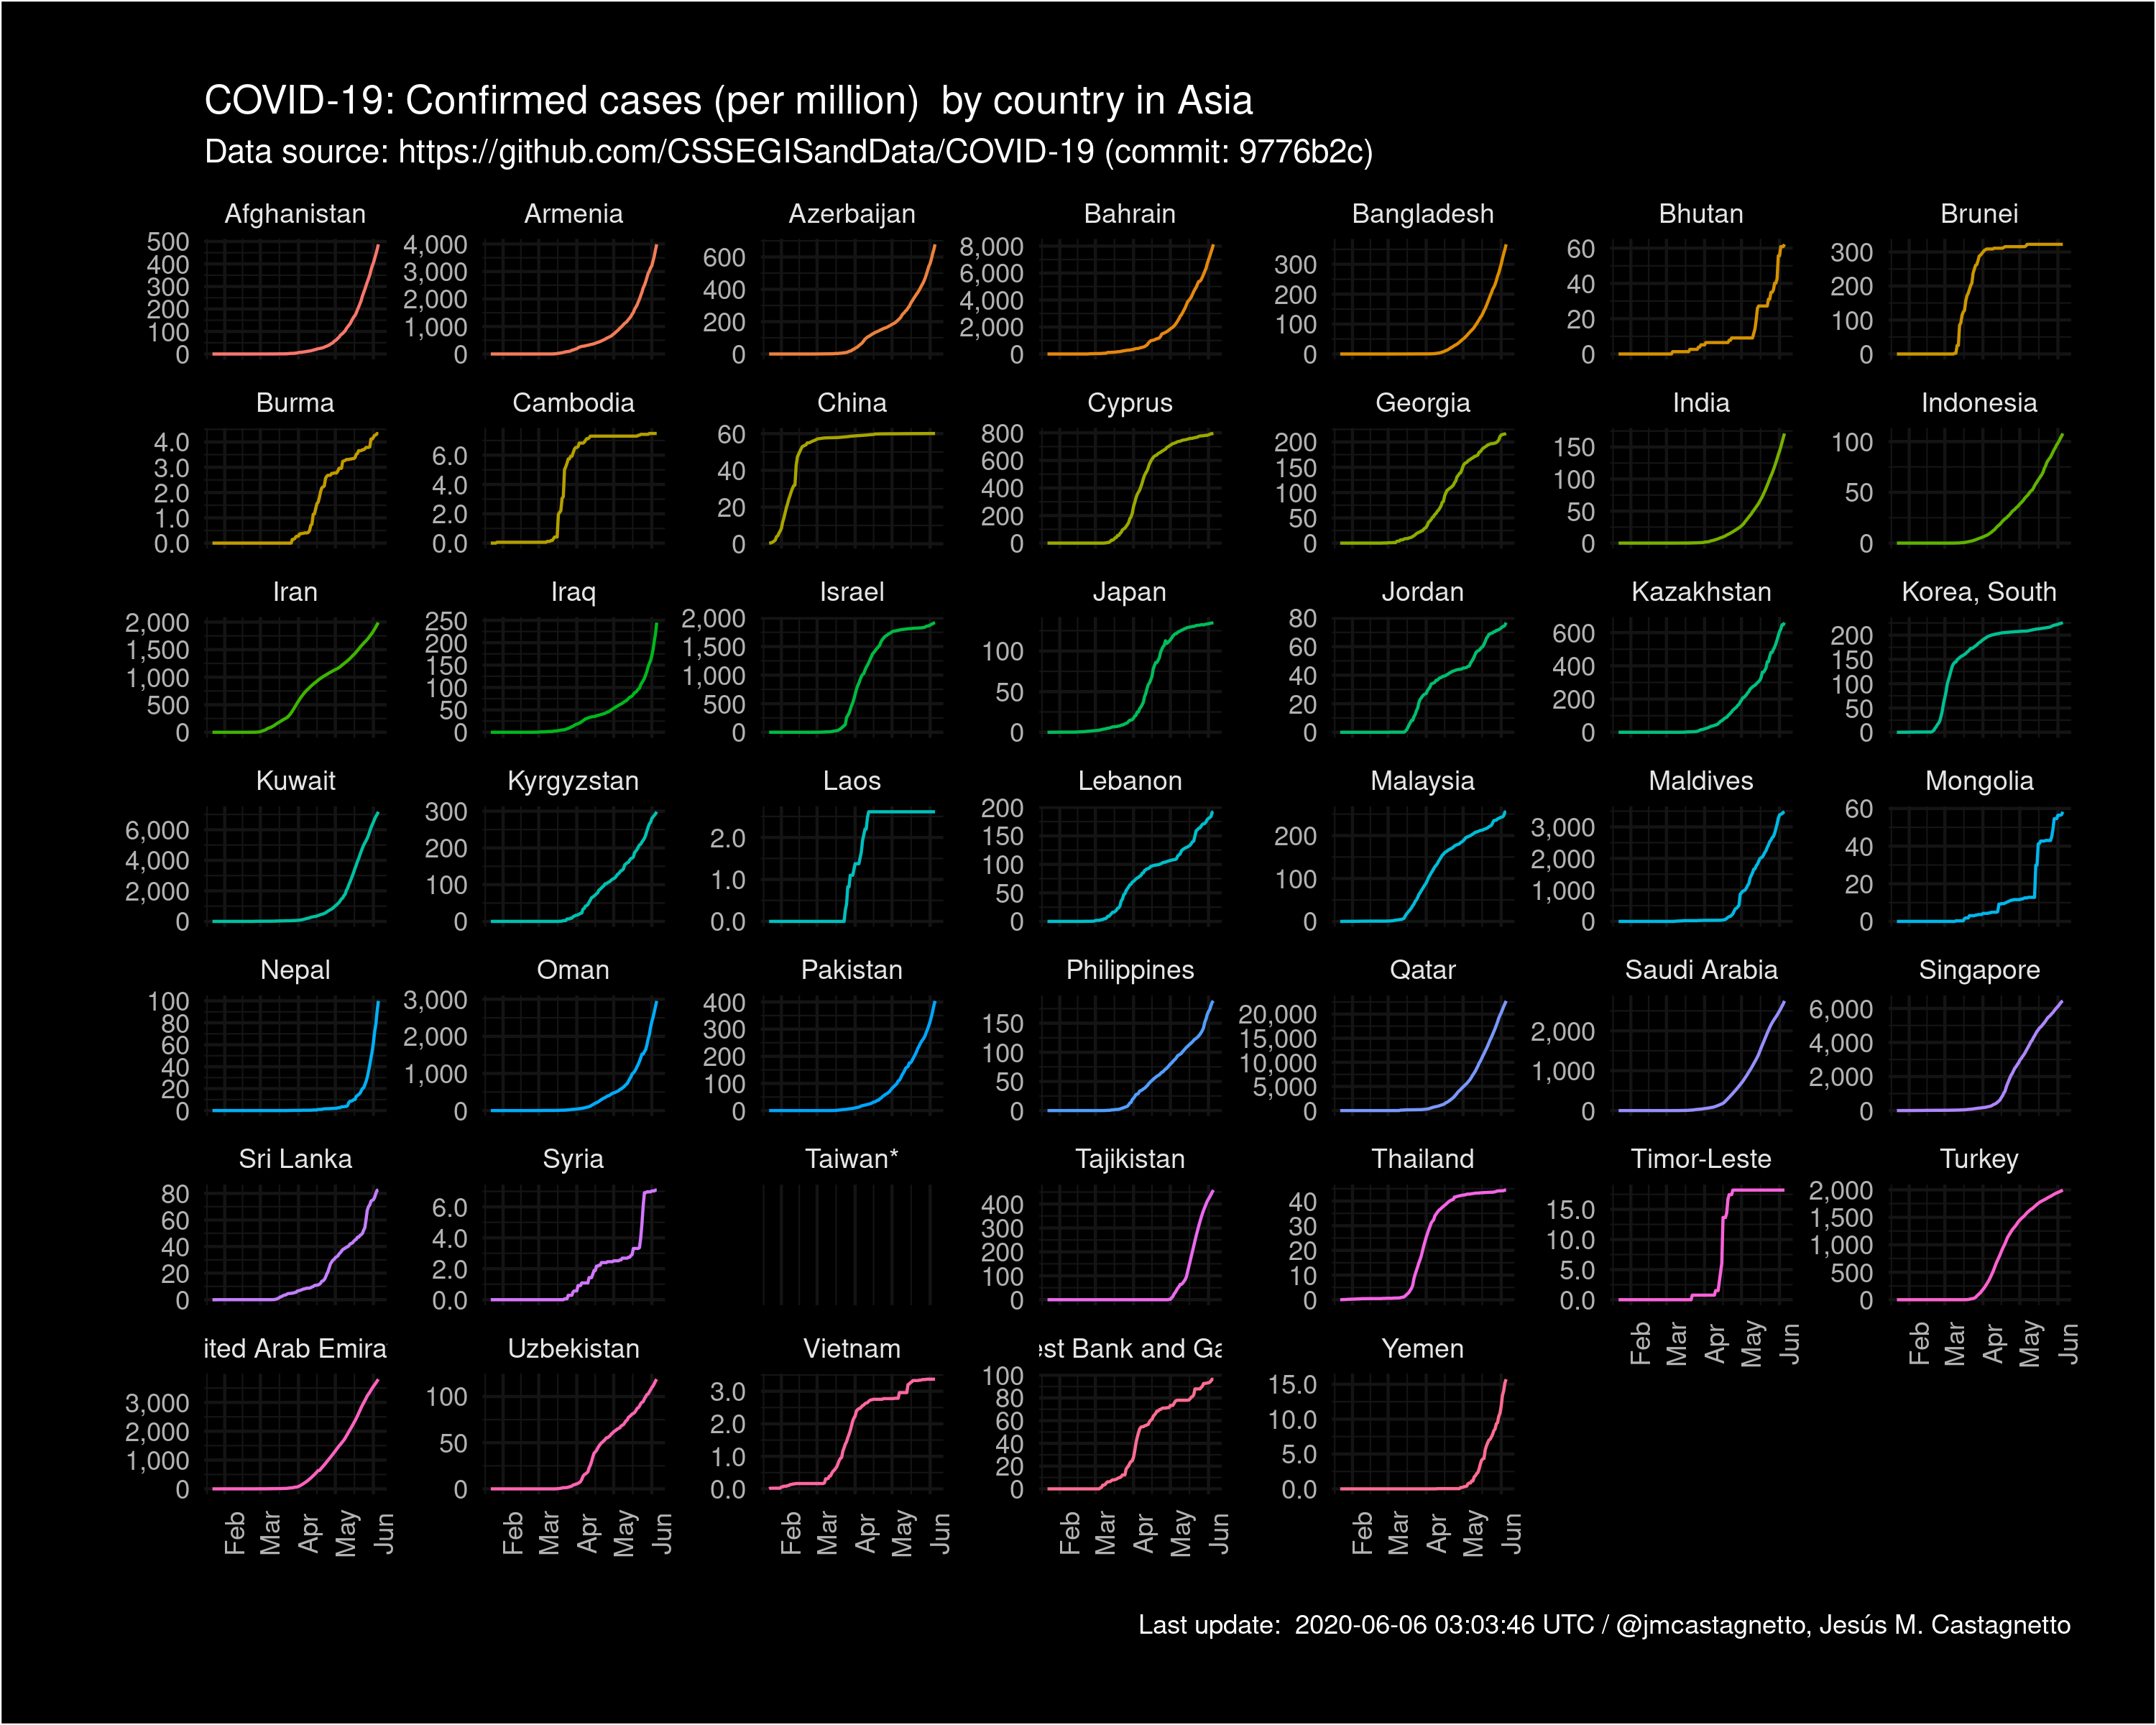 COVID-19: Confirmed cases (per million)  by country in Asia
Data source: https://github.com/CSSEGISandData/COVID-19 (commit: 9776b2c)
Afghanistan Armenia Azerbaijan Bahrain Bangladesh Bhutan Brunei
500 400 300 200 100 0
4,000 3,000 2,000 1,000 0
600 400 200 0
8,000 6,000 4,000 2,000 0
300 200 100 0
60 40 20 0
300 200 100 0
Burma Cambodia China Cyprus Georgia India Indonesia
4.0 3.0 2.0 1.0 0.0
6.0 4.0 2.0 0.0
60 40 20 0
800 600 400 200 0
200 150 100 50 0
150 100 50 0
100 50 0
Iran Iraq Israel Japan Jordan Kazakhstan Korea, South
2,000 1,500 1,000 500 0
250 200 150 100 50 0
2,000 1,500 1,000 500 0
100 50 0
80 60 40 20 0
600 400 200 0
200 150 100 50 0
Kuwait Kyrgyzstan Laos Lebanon Malaysia Maldives Mongolia
6,000 4,000 2,000 0
300 200 100 0
2.0 1.0 0.0
200 150 100 50 0
200 100 0
3,000 2,000 1,000 0
60 40 20 0
Nepal Oman Pakistan Philippines Qatar Saudi Arabia Singapore
100 80 60 40 20 0
3,000 2,000 1,000 0
400 300 200 100 0
150 100 50 0
20,000 15,000 10,000 5,000 0
2,000 1,000 0
6,000 4,000 2,000 0
Sri Lanka Syria Taiwan* Tajikistan Thailand Timor-Leste Turkey
80 60 40 20 0
6.0 4.0 2.0 0.0
400 300 200 100 0
40 30 20 10 0
15.0 10.0 5.0 0.0
2,000 1,500 1,000 500 0
Feb Mar Apr May Jun
Feb Mar Apr May Jun
ited Arab Emira Uzbekistan Vietnam est Bank and Ga Yemen
3,000 2,000 1,000 0
100 50 0
3.0 2.0 1.0 0.0
100 80 60 40 20 0
15.0 10.0 5.0 0.0
Feb Mar Apr May Jun
Feb Mar Apr May Jun
Feb Mar Apr May Jun
Feb Mar Apr May Jun
Feb Mar Apr May Jun
Last update:  2020-06-06 03:03:46 UTC / @jmcastagnetto, Jesús M. Castagnetto